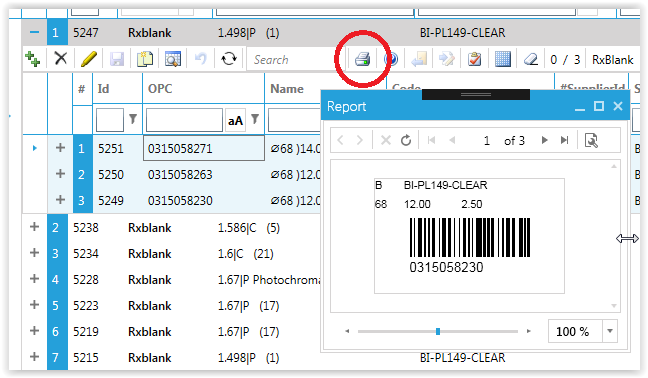 1 5247 Rxblank 1.498|P (1) BI-PL149-CLEAR
Search 0 / 3 RxBlank
# Id OPC Name Code #SupplierId S
aA
1 5251 0315058271 ⌀68 )14.0 B
2 5250 0315058263 ⌀68 )12.0 B
3 5249 0315058230 ⌀68 )12.0 B
2 5238 Rxblank 1.586|C (5)
3 5234 Rxblank 1.6|C (21)
4 5228 Rxblank 1.67|P Photochroma
5 5223 Rxblank 1.67|P (17)
6 5219 Rxblank 1.67|P (17)
7 5215 Rxblank 1.498|P (1) BI-PL149-CLEAR
Report
1 of 3
B BI-PL149-CLEAR
68 12.00 2.50
0315058230
100 %